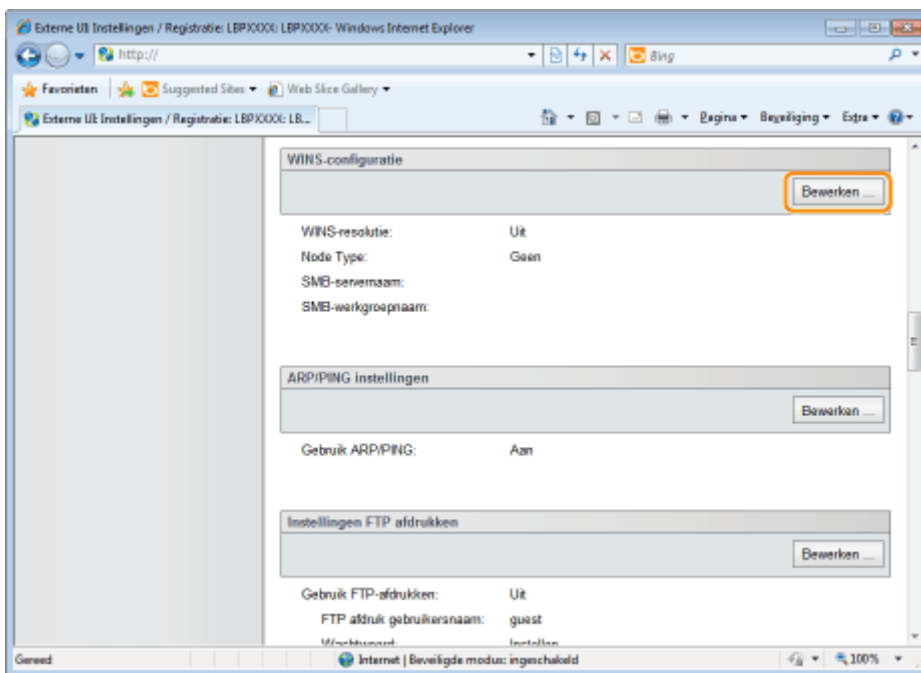 Externe UI: Instellingen / Registratie: LBPXXXX: LBPXXXX- Windows Internet Explorer
http://
Bing
Favorieten Suggested Sites Web Slice Gallery
Externe UI: Instellingen / Registratie: LBPXXXX: LB...
Pagina Beveiliging Extra
WINS-configuratie
Bewerken ...
WINS-resolutie: Uit
Node Type: Geen
SMB-servernaam:
SMB-werkgroepnaam:
ARP/PING instellingen
Bewerken ...
Gebruik ARP/PING: Aan
Instellingen FTP afdrukken
Bewerken ...
Gebruik FTP-afdrukken: Uit
FTP afdruk gebruikersnaam: guest
Wachtwoord: Instellen
Gereed Internet | Beveiligde modus: ingeschakeld 100%